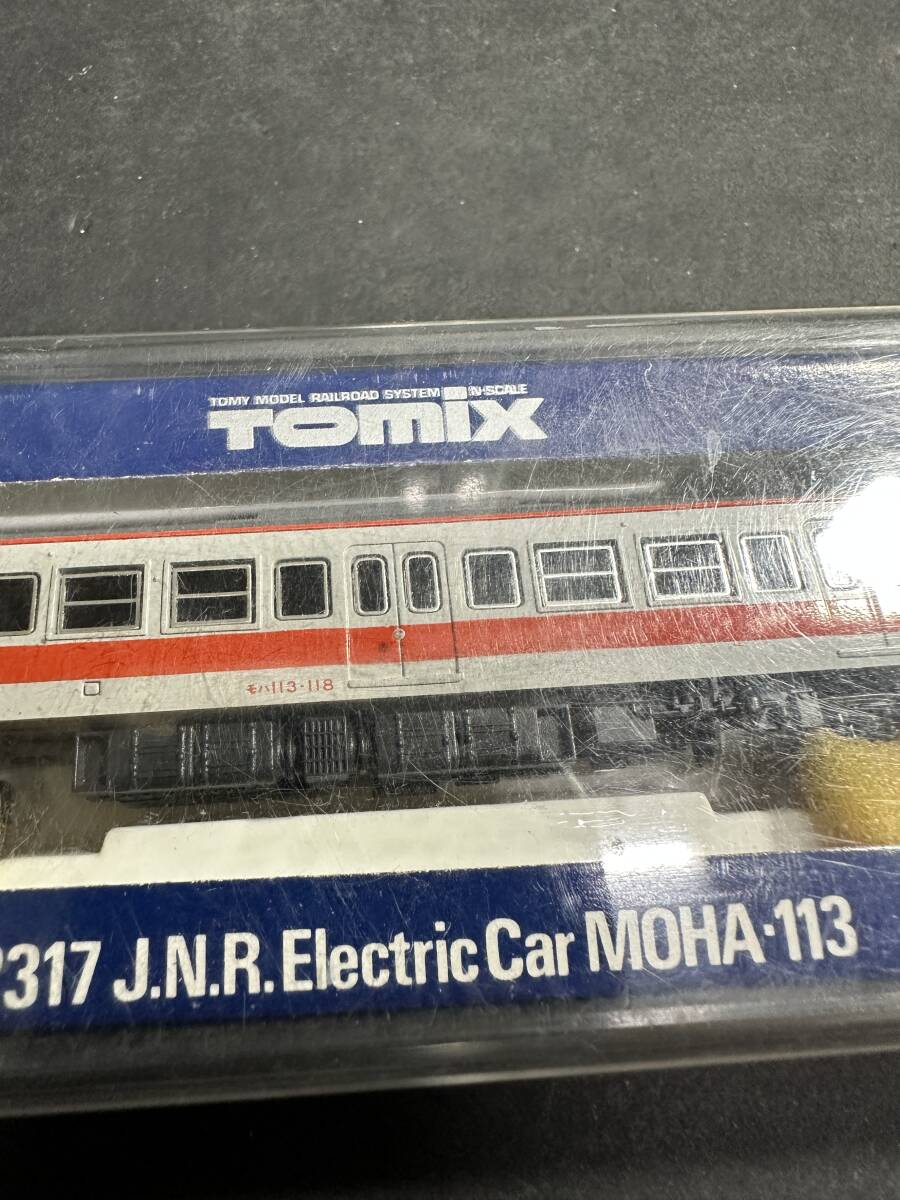 TOMY MODEL RAILROAD SYSTEM N-SCALE
TOMIX
モハ113-118
317 J.N.R. Electric Car MOHA-113